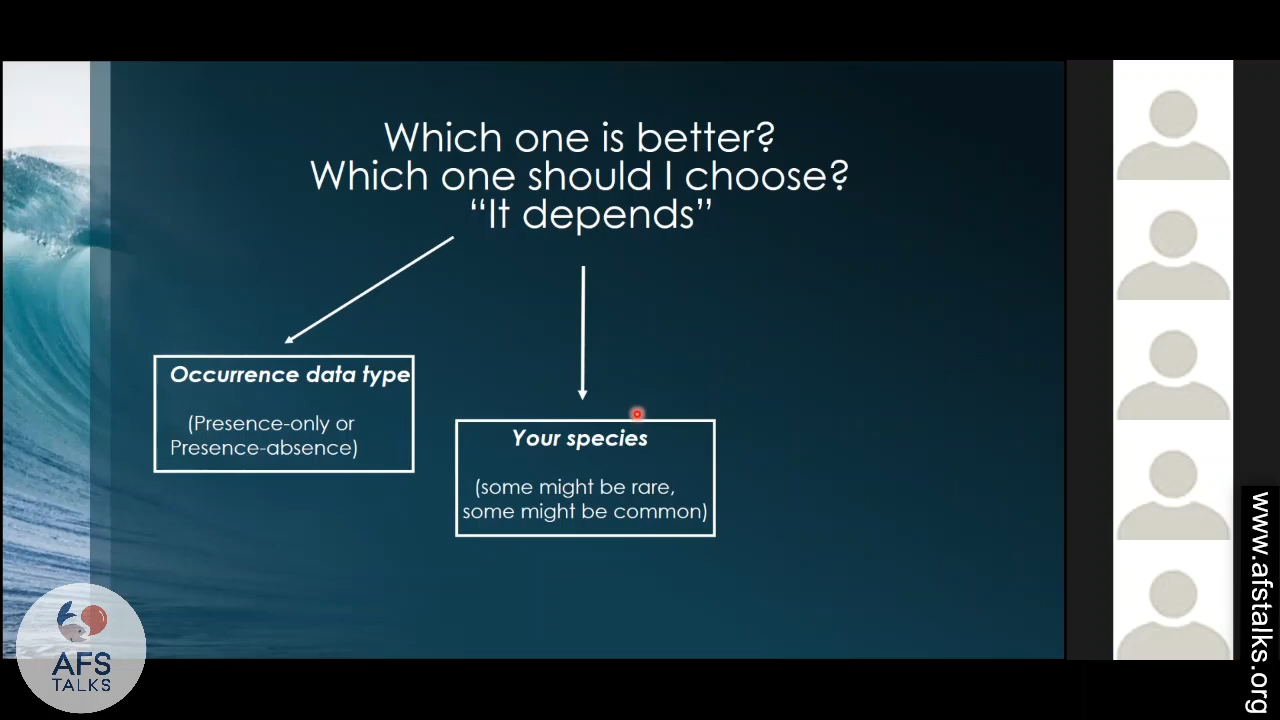 Which one is better?
Which one should I choose?
“It depends”
Occurrence data type
(Presence-only or
Presence-absence)
Your species
(some might be rare,
some might be common)
AFS
TALKS
www.afstalks.org